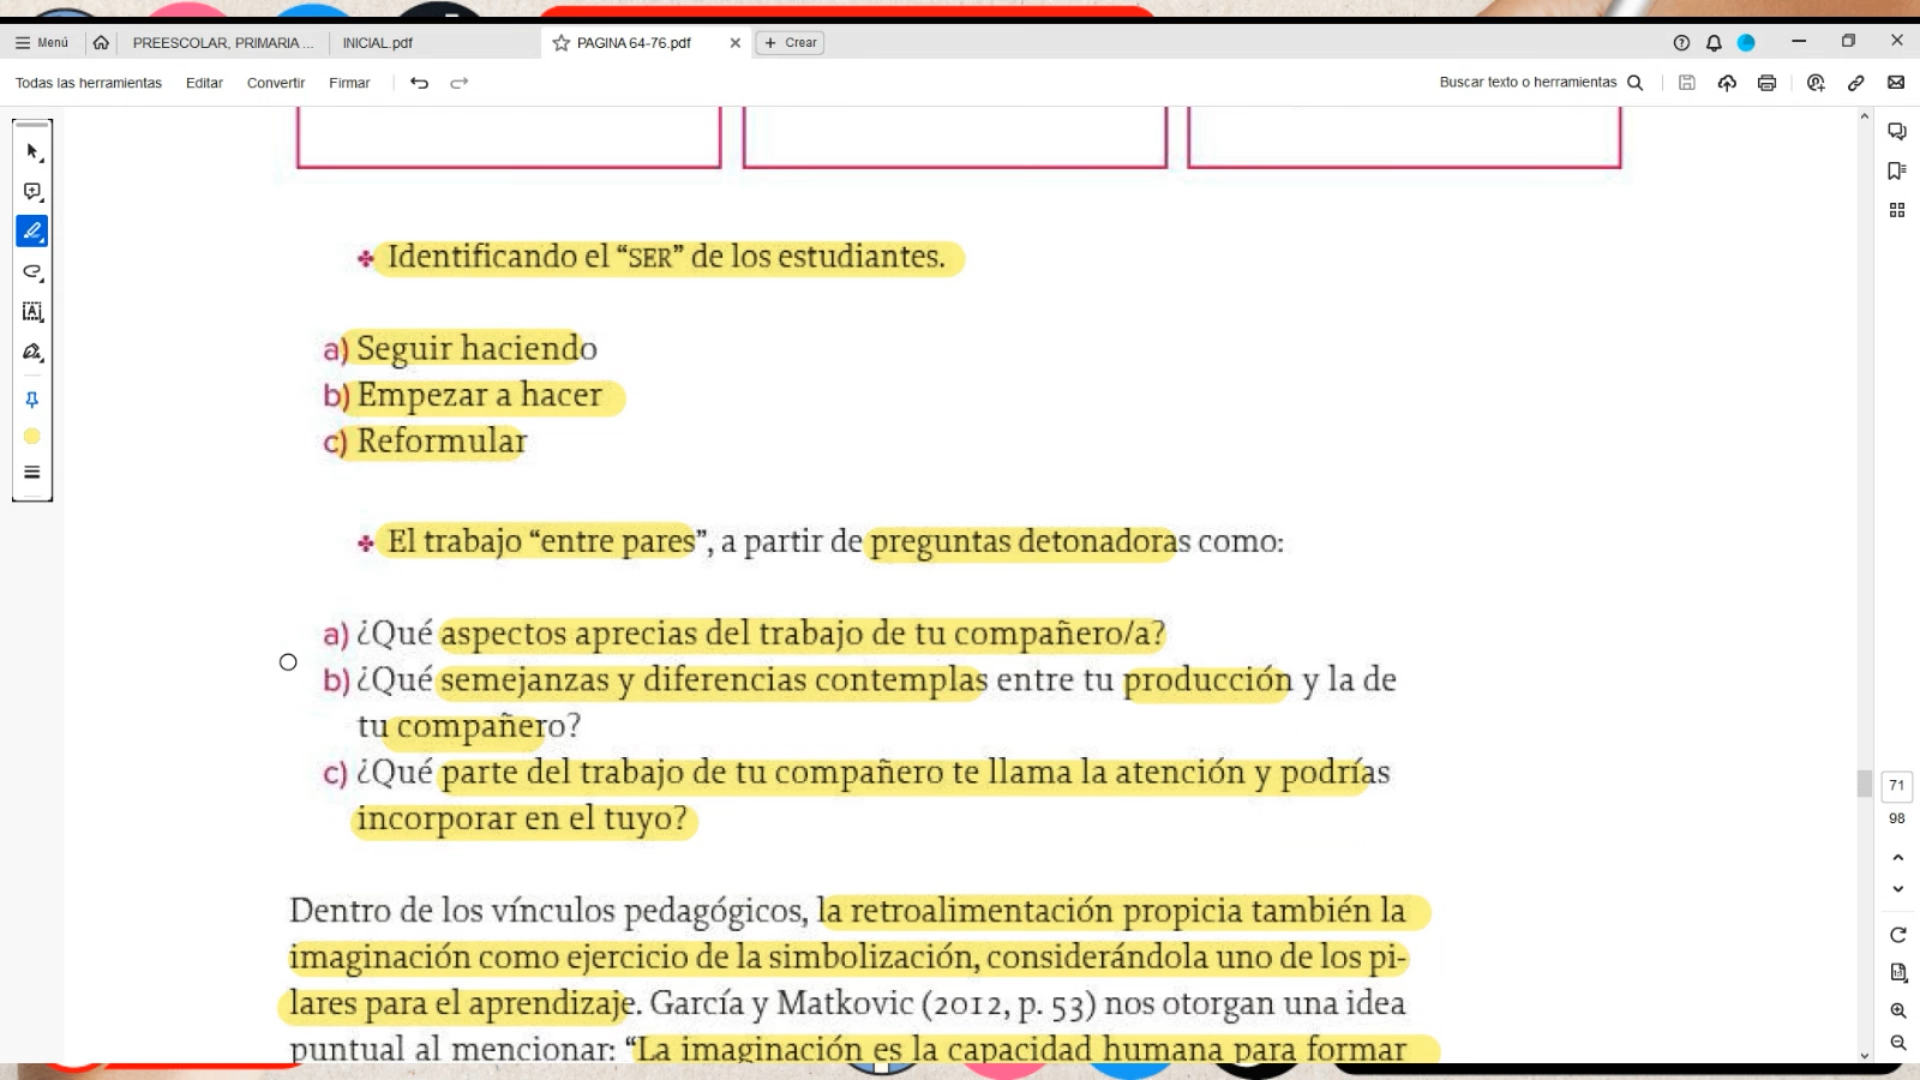 Menú
PREESCOLAR, PRIMARIA ...
INICIAL.pdf
PAGINA 64-76.pdf
Crear
Todas las herramientas
Editar
Convertir
Firmar
Buscar texto o herramientas
Identificando el “SER” de los estudiantes.
a) Seguir haciendo
b) Empezar a hacer
c) Reformular
El trabajo “entre pares”, a partir de preguntas detonadoras como:
a) ¿Qué aspectos aprecias del trabajo de tu compañero/a?
b) ¿Qué semejanzas y diferencias contemplas entre tu producción y la de
tu compañero?
c) ¿Qué parte del trabajo de tu compañero te llama la atención y podrías
incorporar en el tuyo?
71
98
Dentro de los vínculos pedagógicos, la retroalimentación propicia también la
imaginación como ejercicio de la simbolización, considerándola uno de los pi-
lares para el aprendizaje. García y Matkovic (2012, p. 53) nos otorgan una idea
puntual al mencionar: “La imaginación es la capacidad humana para formar